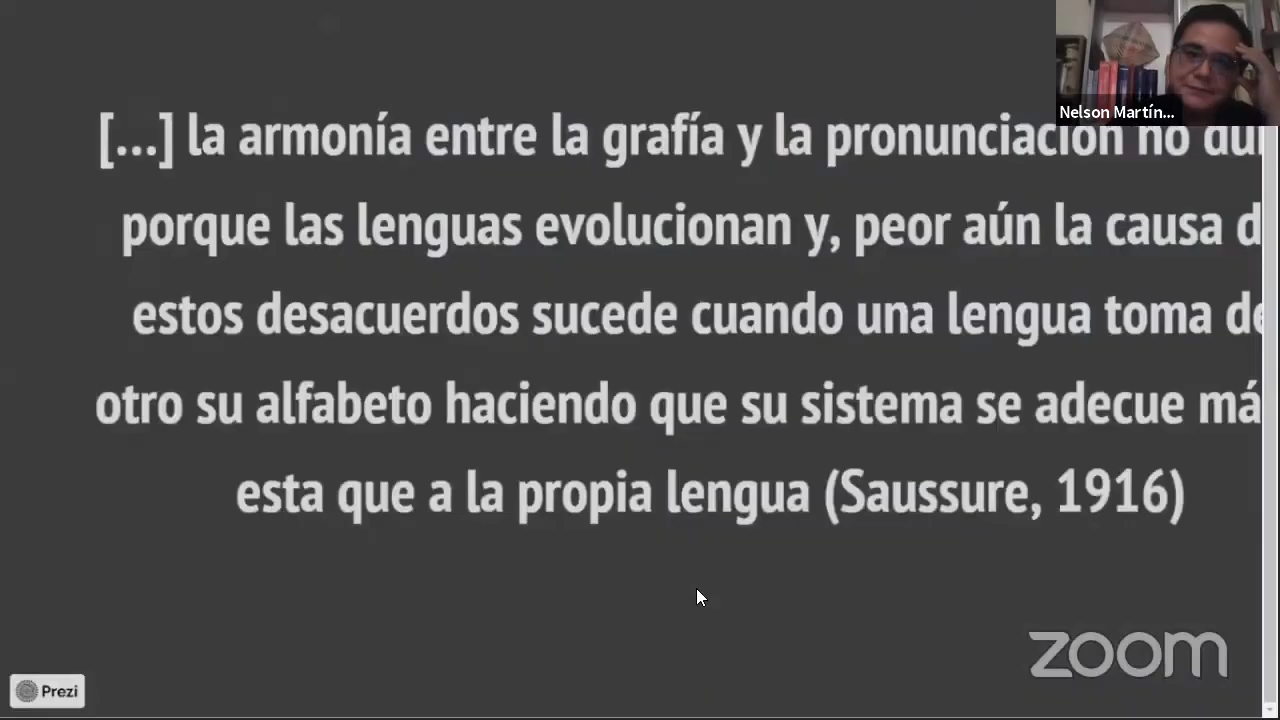 [...] la armonía entre la grafía y la pronunciación no
porque las lenguas evolucionan y, peor aún la causa
estos desacuerdos sucede cuando una lengua toma de
otro su alfabeto haciendo que su sistema se adecue
esta que a la propia lengua (Saussure, 1916)
Nelson Martín...
zoom
Prezi